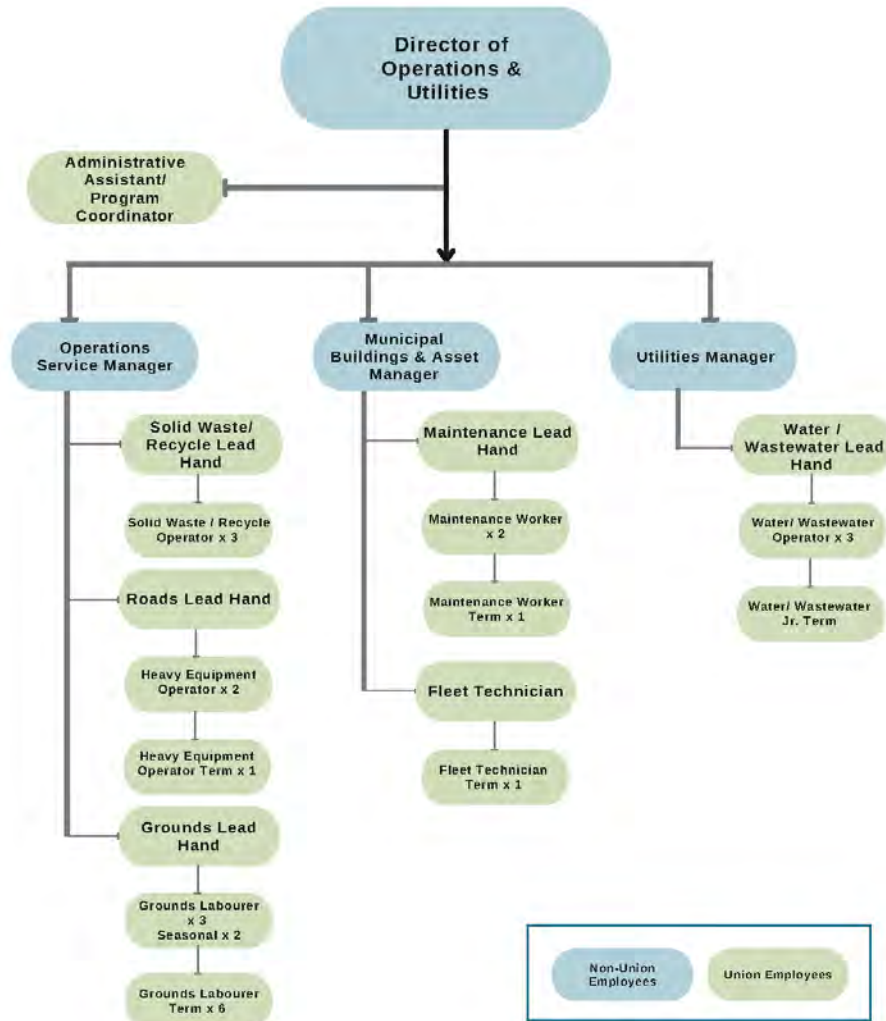 Director of
Operations &
Utilities
Administrative
Assistant/
Program
Coordinator
Operations
Service Manager
Municipal
Buildings & Asset
Manager
Utilities Manager
Solid Waste/
Recycle Lead
Hand
Solid Waste / Recycle
Operator x 3
Roads Lead Hand
Heavy Equipment
Operator x 2
Heavy Equipment
Operator Term x 1
Grounds Lead
Hand
Grounds Labourer
x 3
Seasonal x 2
Grounds Labourer
Term x 6
Maintenance Lead
Hand
Maintenance Worker
x 2
Maintenance Worker
Term x 1
Fleet Technician
Fleet Technician
Term x 1
Water /
Wastewater Lead
Hand
Water/ Wastewater
Operator x 3
Water/ Wastewater
Jr. Term
Non-Union
Employees
Union Employees